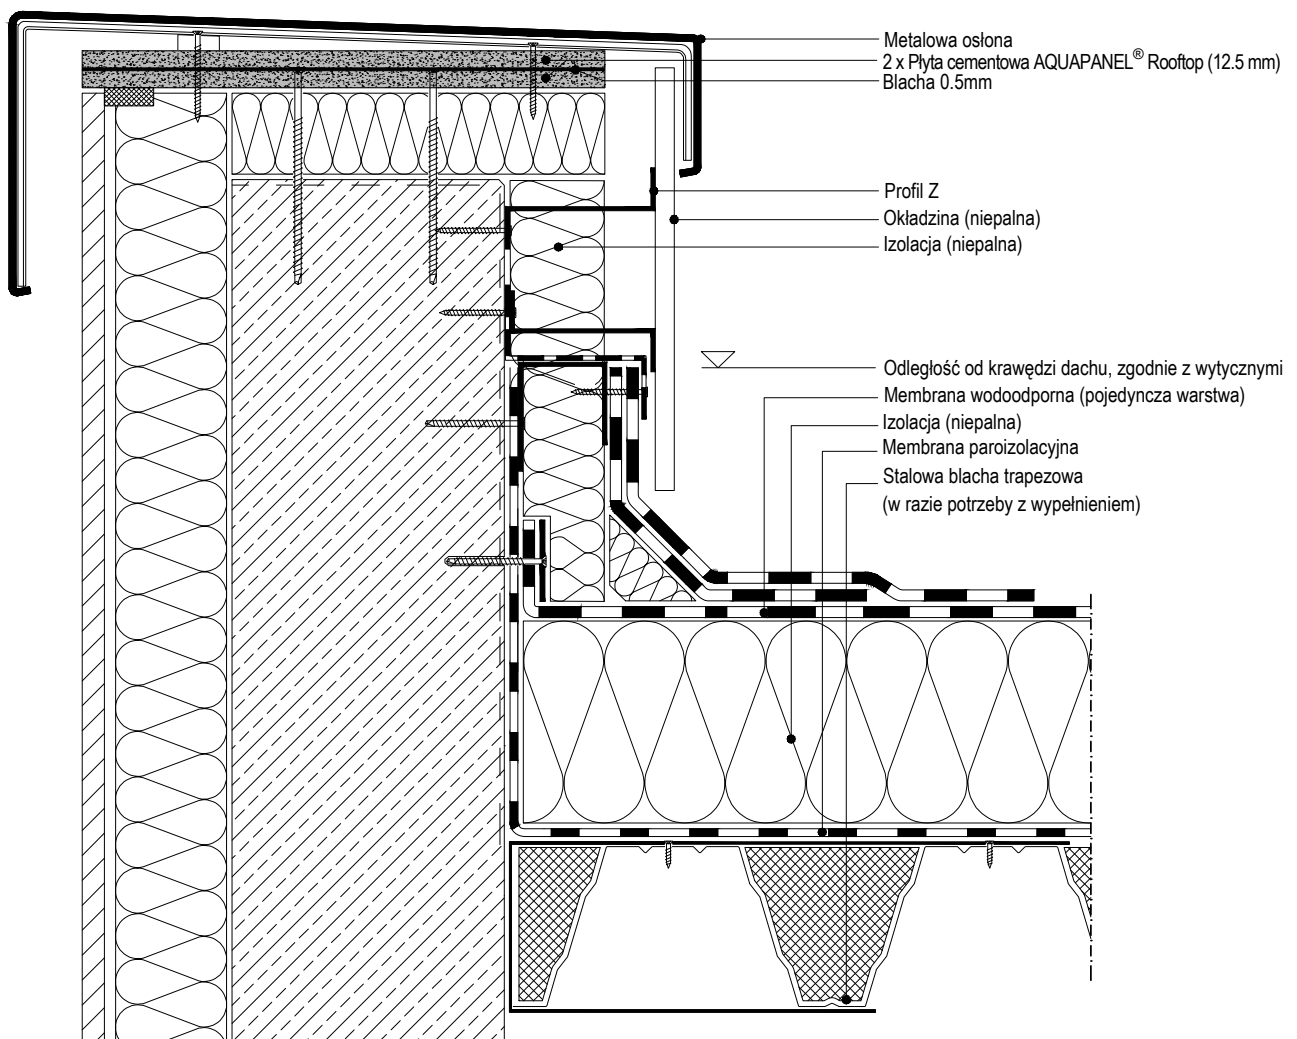 Metalowa osłona
2 x Płyta cementowa AQUAPANEL® Rooftop (12.5 mm)
Blacha 0.5mm
Profil Z
Okładzina (niepalna)
Izolacja (niepalna)
Odległość od krawędzi dachu, zgodnie z wytycznymi
Membrana wodoodporna (pojedyncza warstwa)
Izolacja (niepalna)
Membrana paroizolacyjna
Stalowa blacha trapezowa
(w razie potrzeby z wypełnieniem)